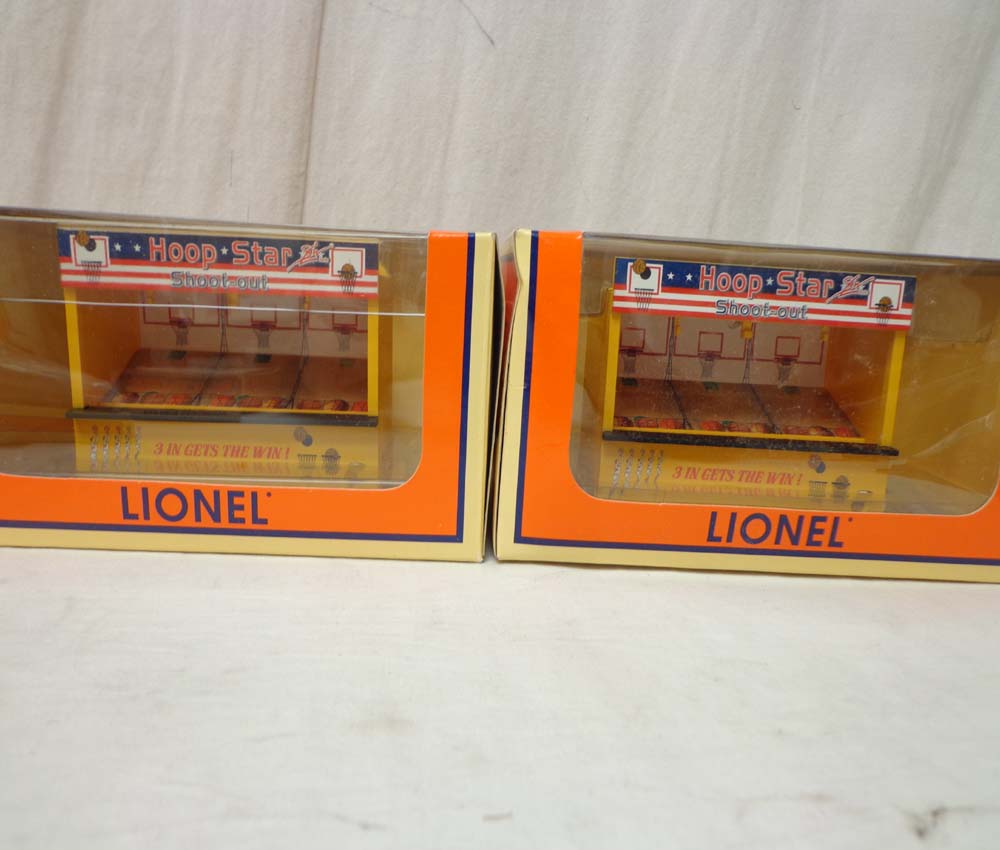 Hoop★Star
Shoot-out
3 IN GETS THE WIN!
LIONEL
Hoop★Star
Shoot-out
3 IN GETS THE WIN!
LIONEL